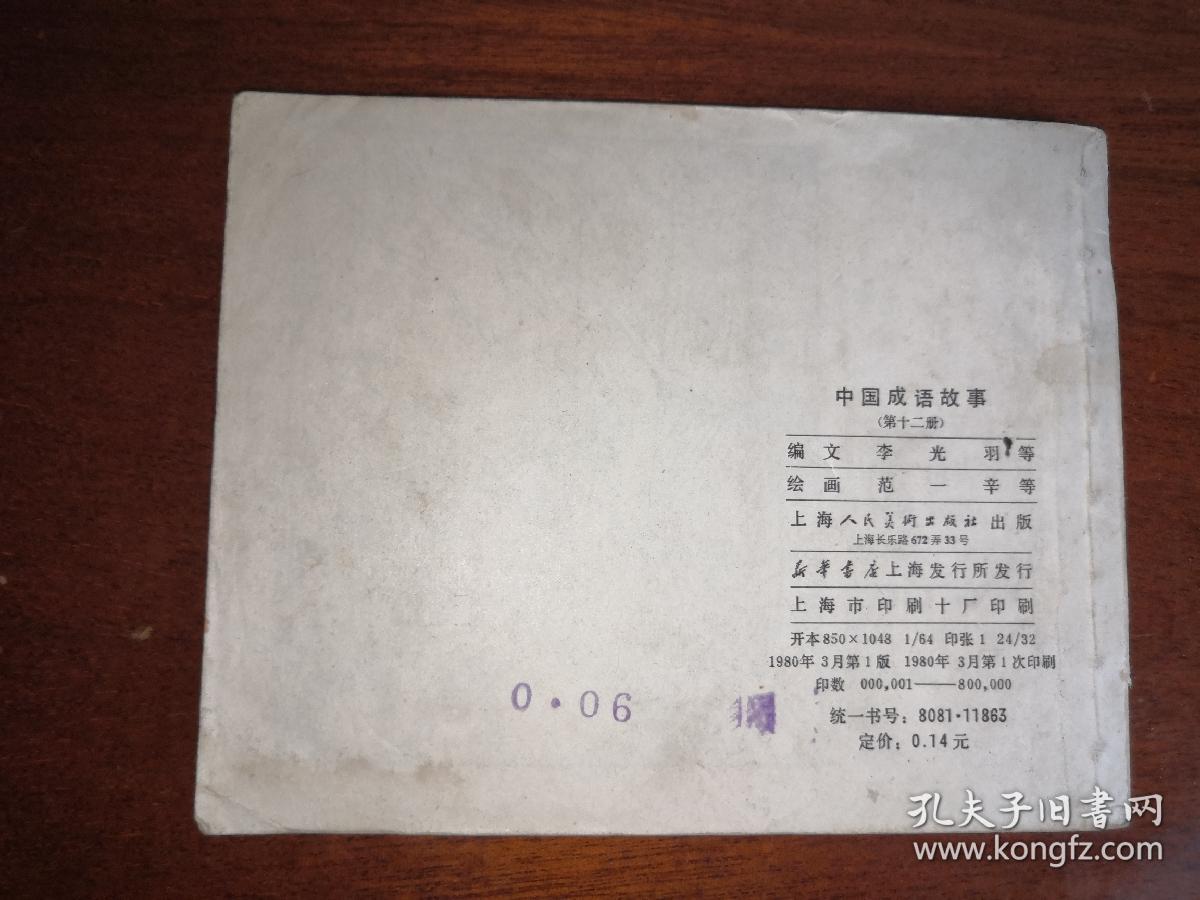 中国成语故事
(第十二册)
编文 李光羽等
绘画 范一辛等
上海人民美術出版社出版
上海长乐路672弄33号
新华書店上海发行所发行
上海市印刷十厂印刷
开本850×1048 1/64 印张1 24/32
1980年3月第1版 1980年3月第1次印刷
印数 000,001——800,000
统一书号: 8081·11863
定价: 0.14元
0.06
孔夫子旧書网
www.kongfz.com